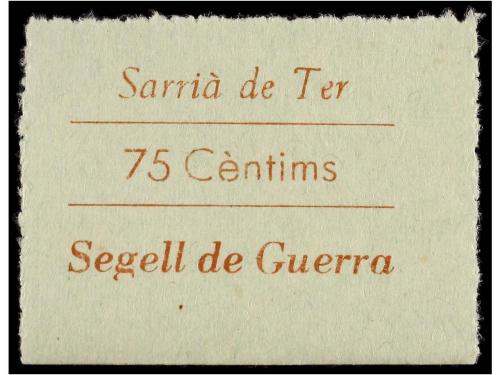 Sarrià de Ter
75 Cèntims
Segell de Guerra